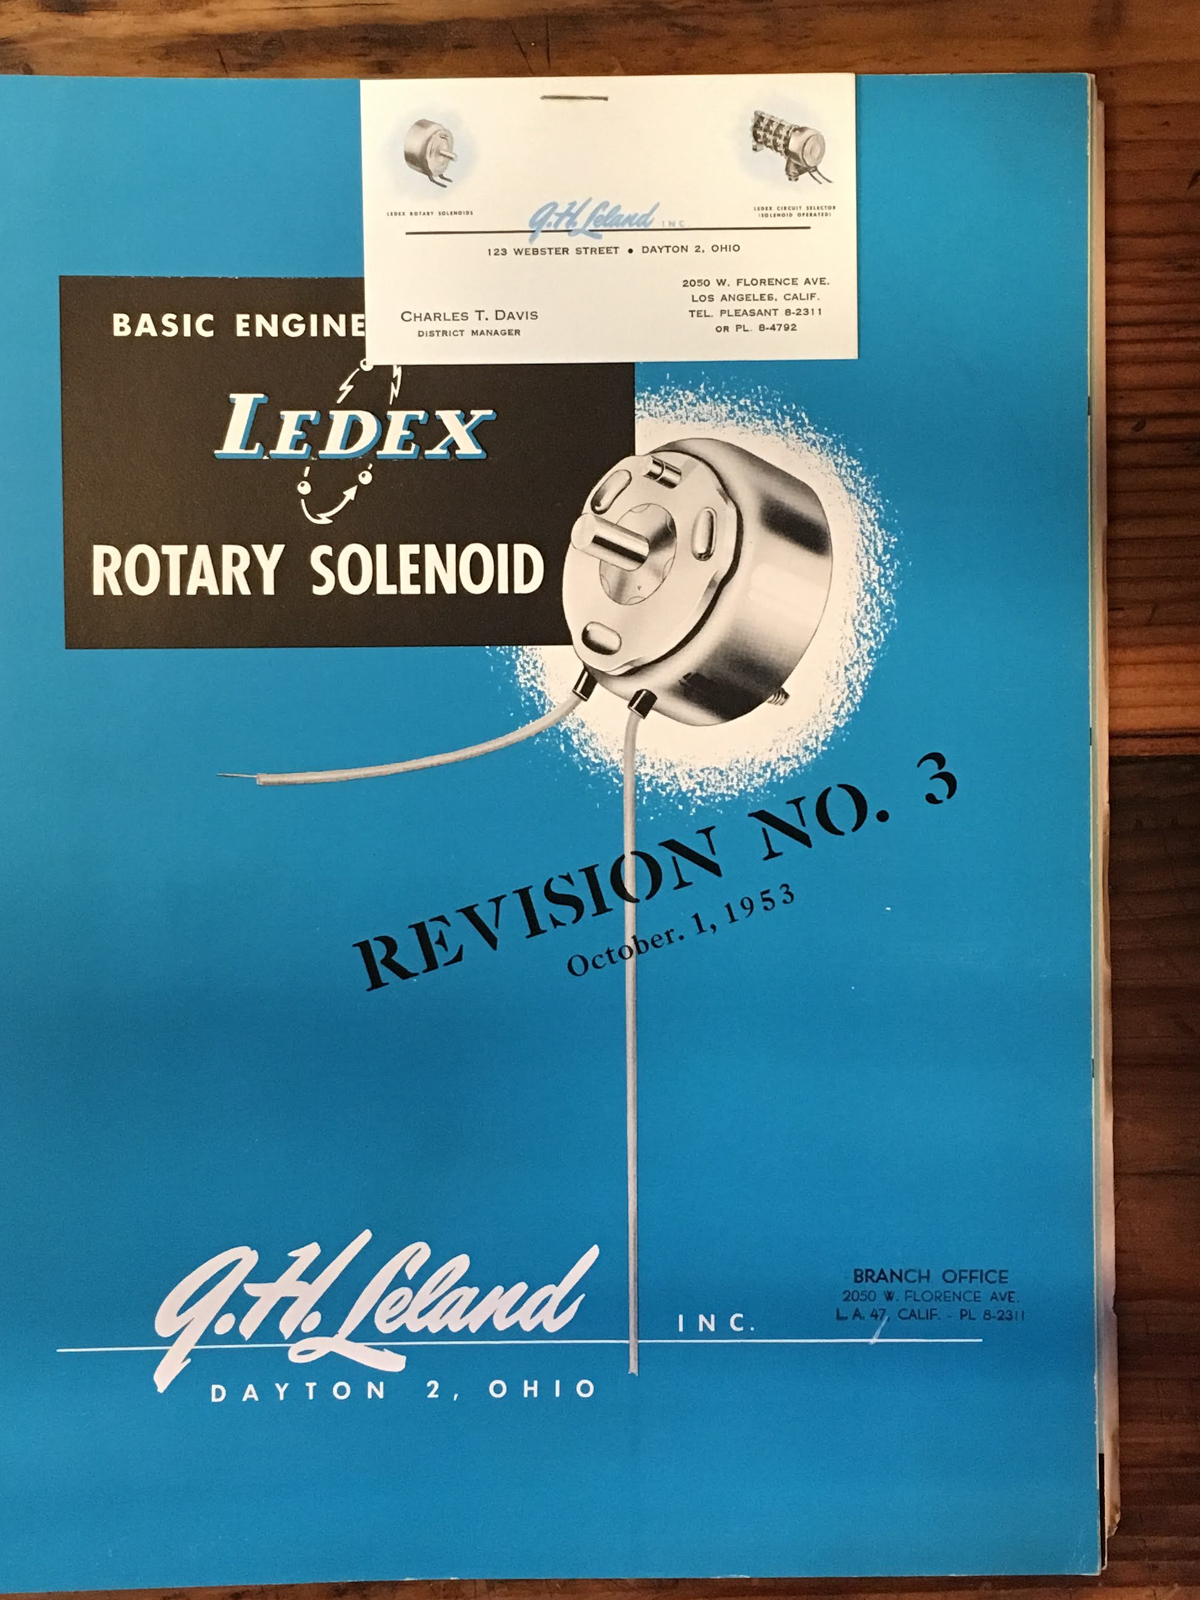 LEDEX ROTARY SOLENOIDS
LEDEX CIRCUIT SELECTOR
(SOLENOID OPERATED)
G.H. Leland INC.
123 WEBSTER STREET • DAYTON 2, OHIO
CHARLES T. DAVIS
DISTRICT MANAGER
2050 W. FLORENCE AVE.
LOS ANGELES, CALIF.
TEL. PLEASANT 8-2311
OR PL. 8-4792
BASIC ENGINE
LEDEX
ROTARY SOLENOID
REVISION NO. 3
October. 1, 1953
G.H. Leland INC.
DAYTON 2, OHIO
BRANCH OFFICE
2050 W. FLORENCE AVE.
L. A. 47, CALIF. - PL 8-2311